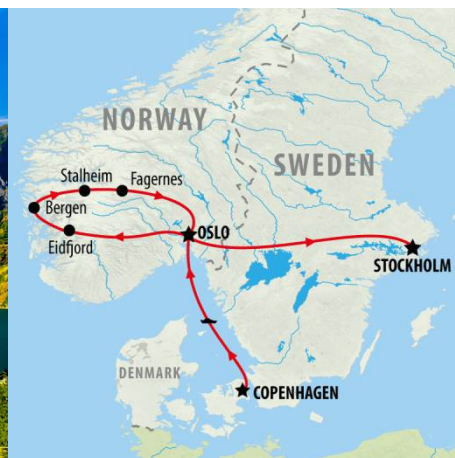 NORWAY
SWEDEN
Stalheim
Fagernes
Bergen
Eidfjord
OSLO
STOCKHOLM
DENMARK
COPENHAGEN